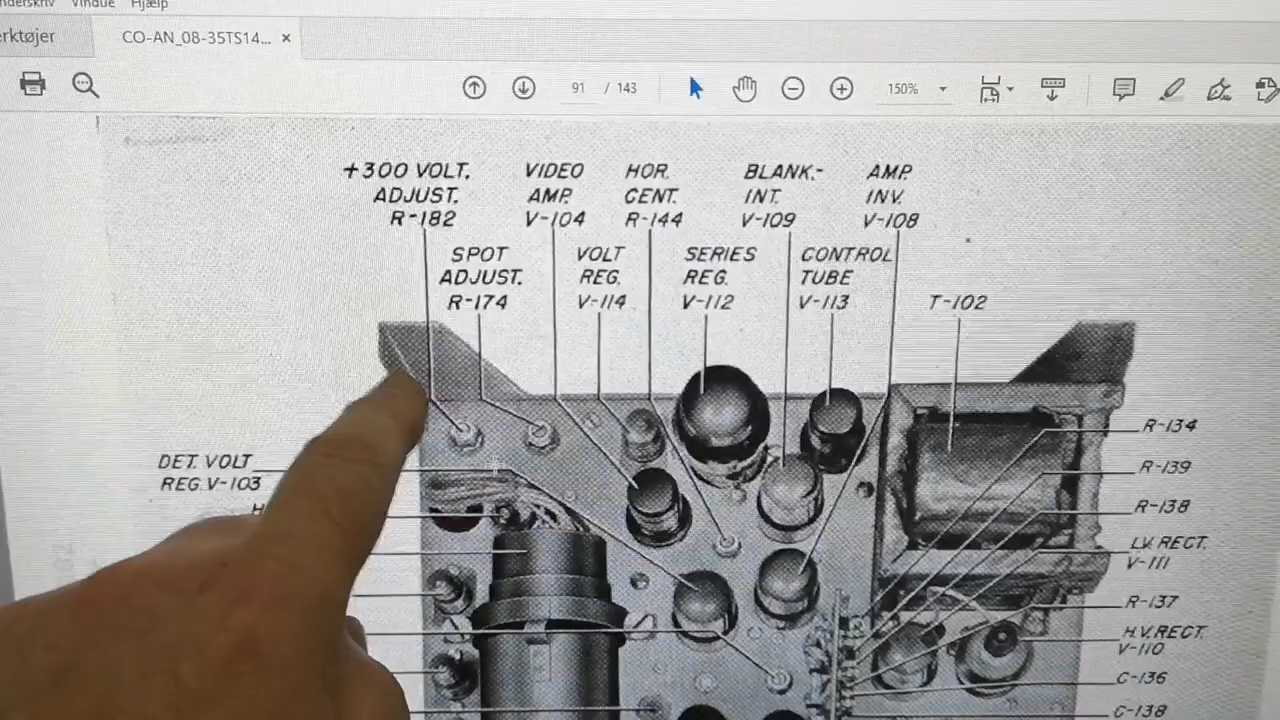 Vindue Hjælp
CO-AN_08-35TS14...
91 / 143
150%
+300 VOLT.
ADJUST.
R-182
VIDEO
AMP.
V-104
HOR.
CENT.
R-144
BLANK.-
INT.
V-109
AMP.
INV.
V-108
SPOT
ADJUST.
R-174
VOLT
REG.
V-114
SERIES
REG.
V-112
CONTROL
TUBE
V-113
T-102
DET. VOLT
REG. V-103
R-134
R-139
R-138
L.V. RECT.
V-111
R-137
H.V. RECT.
V-110
C-136
C-138